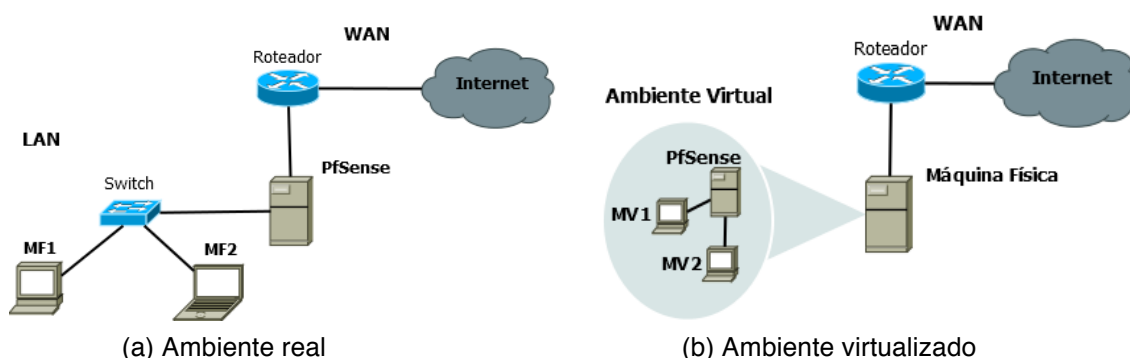 WAN
Roteador
Internet
LAN
PfSense
Switch
MF1
MF2
(a) Ambiente real
WAN
Roteador
Internet
Ambiente Virtual
PfSense
Máquina Física
MV1
MV2
(b) Ambiente virtualizado